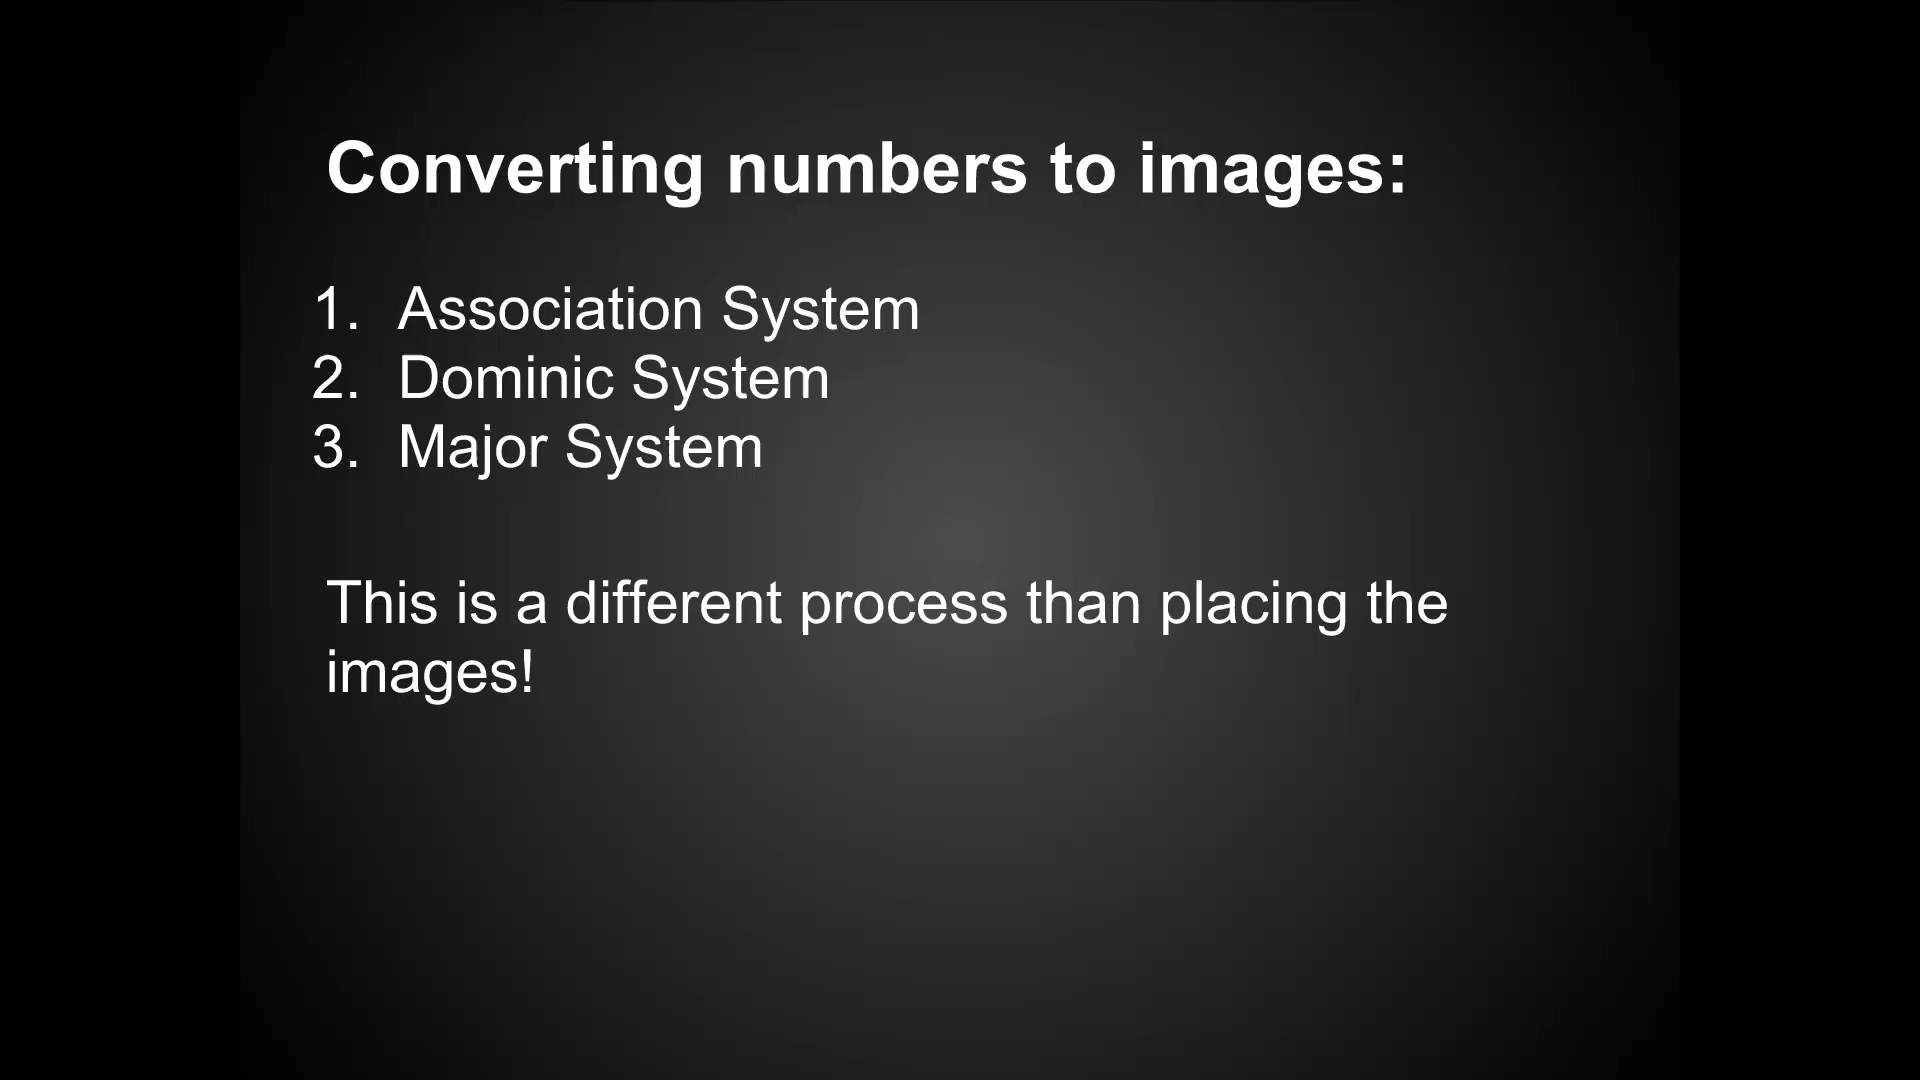 Converting numbers to images:
1. Association System
2. Dominic System
3. Major System
This is a different process than placing the
images!